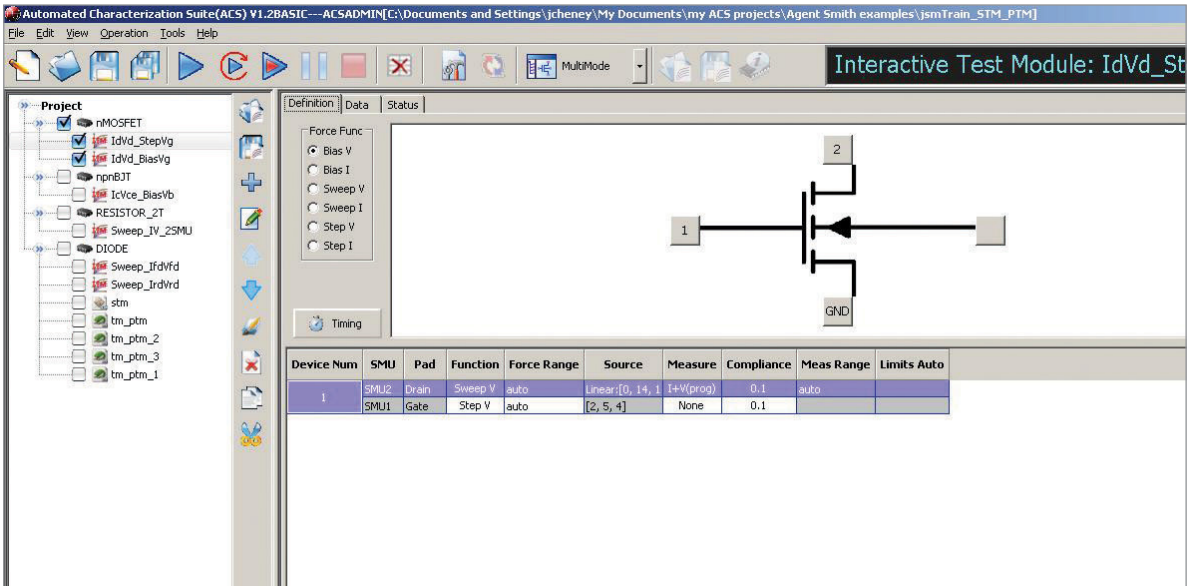 Automated Characterization Suite(ACS) V1.2BASIC---ACSADMIN[C:\Documents and Settings\jcheney\My Documents\my ACS projects\Agent Smith examples\jsmTrain_STM_PTM]
File Edit View Operation Tools Help
MultiMode
Interactive Test Module: IdVd_St
Project
nMOSFET
IdVd_StepVg
IdVd_BiasVg
npnBJT
IcVce_BiasVb
RESISTOR_2T
Sweep_IV_2SMU
DIODE
Sweep_IfdVfd
Sweep_IrdVrd
stm
tm_ptm
tm_ptm_2
tm_ptm_3
tm_ptm_1
Definition Data Status
Force Func
Bias V
Bias I
Sweep V
Sweep I
Step V
Step I
Timing
2
1
GND
Device Num SMU Pad Function Force Range Source Measure Compliance Meas Range Limits Auto
1
SMU2 Drain Sweep V auto Linear:[0, 14, 1 I+V(prog) 0.1 auto
SMU1 Gate Step V auto [2, 5, 4] None 0.1